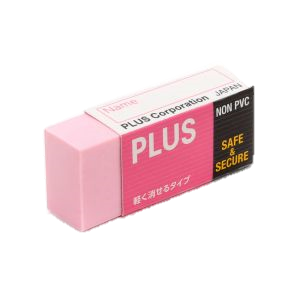 Name
PLUS Corporation
JAPAN
PLUS
軽く消せるタイプ
NON PVC
SAFE
&
SECURE